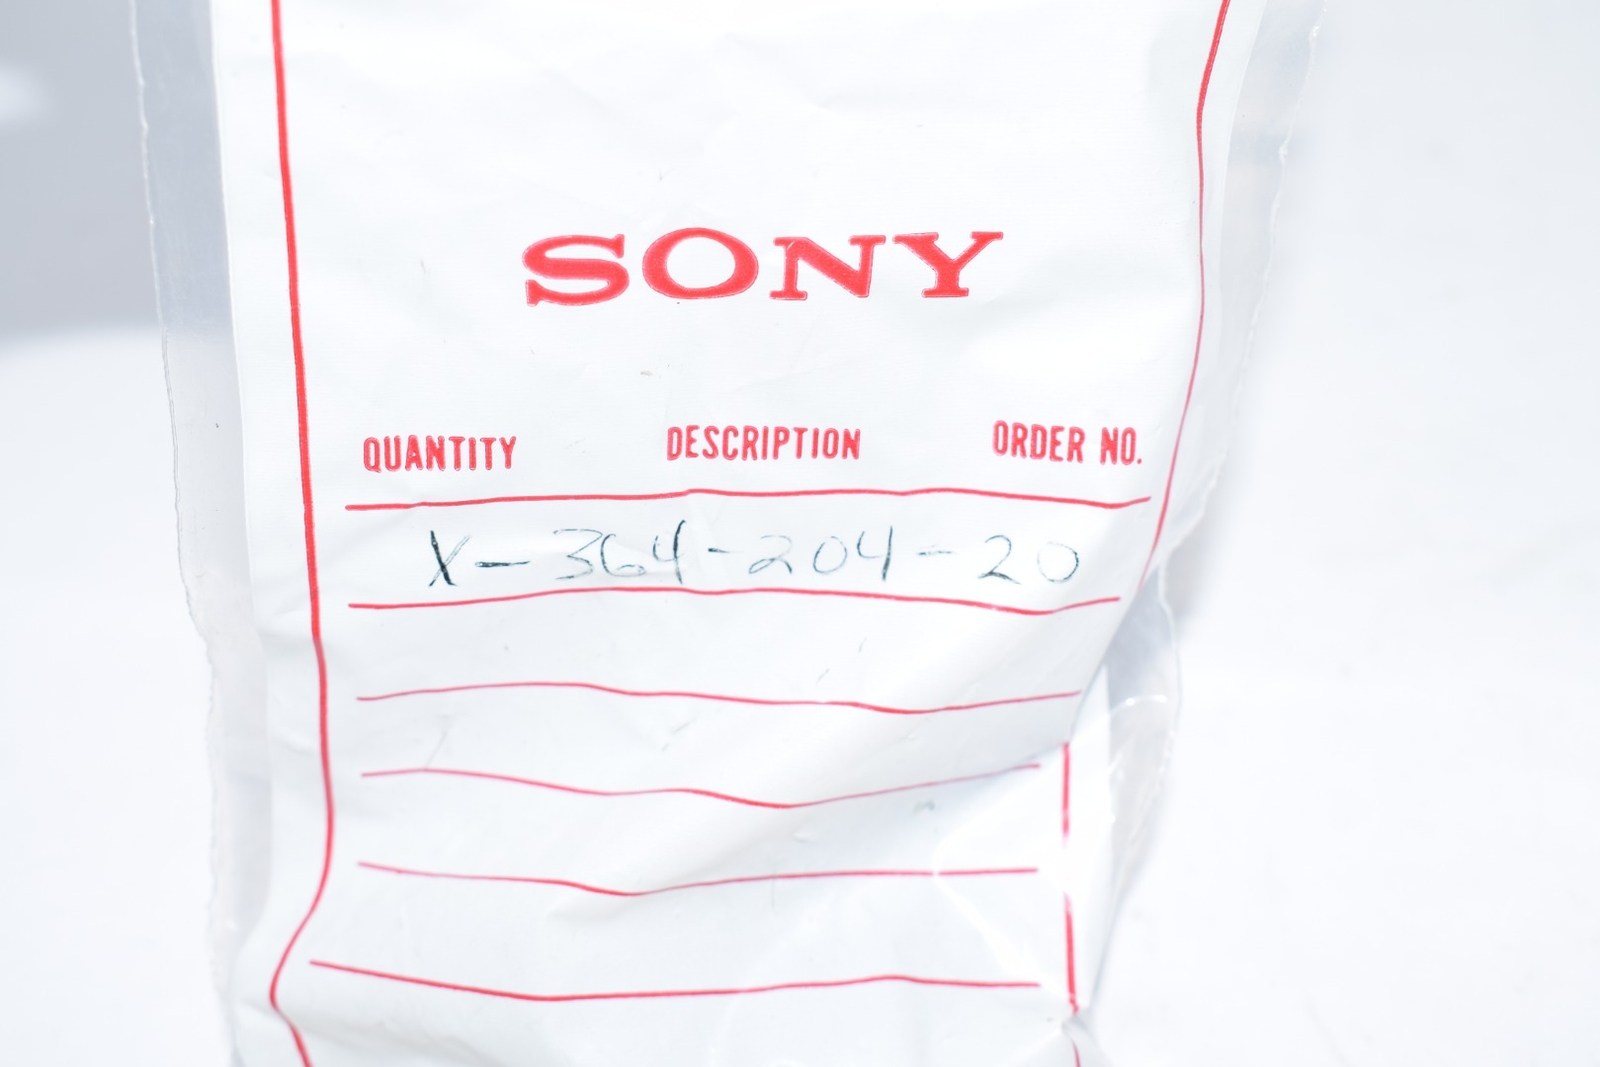 SONY
QUANTITY DESCRIPTION ORDER NO.
X-364-204-20